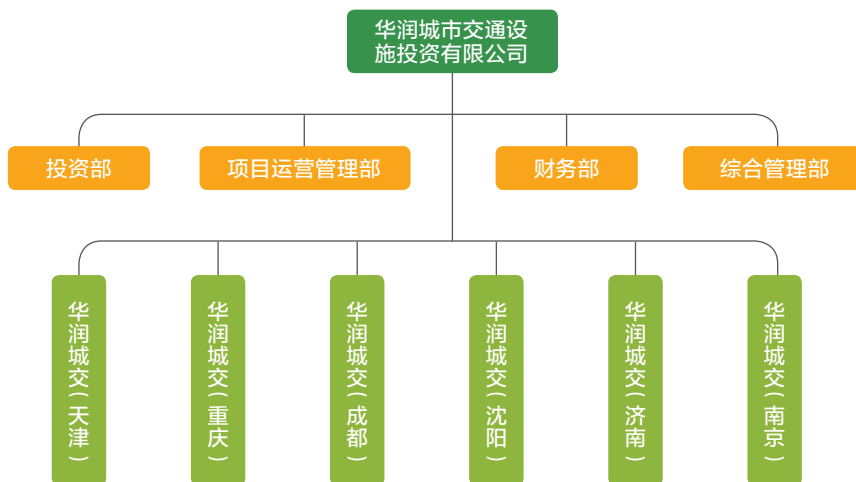 华润城市交通设
施投资有限公司
投资部
项目运营管理部
财务部
综合管理部
华润城交(天津)
华润城交(重庆)
华润城交(成都)
华润城交(沈阳)
华润城交(济南)
华润城交(南京)